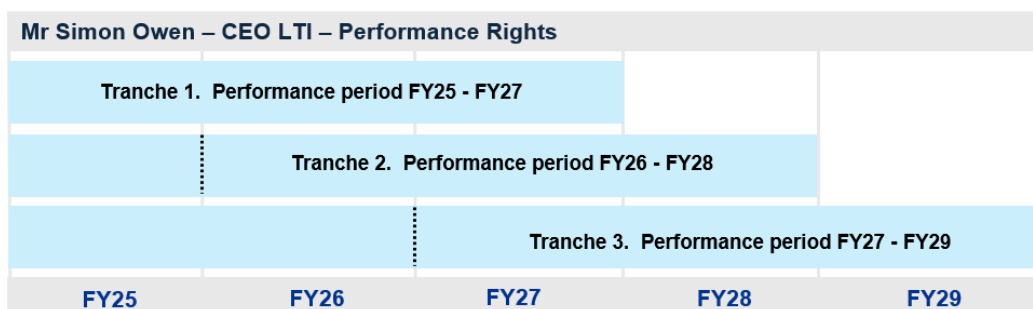 Mr Simon Owen – CEO LTI – Performance Rights
Tranche 1. Performance period FY25 - FY27
Tranche 2. Performance period FY26 - FY28
Tranche 3. Performance period FY27 - FY29
FY25 FY26 FY27 FY28 FY29